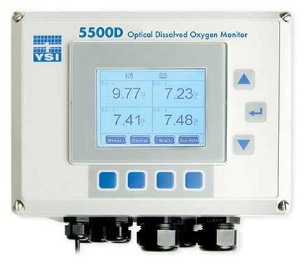 YSI
5500D Optical Dissolved Oxygen Monitor
9.77 7.23
7.41 7.48